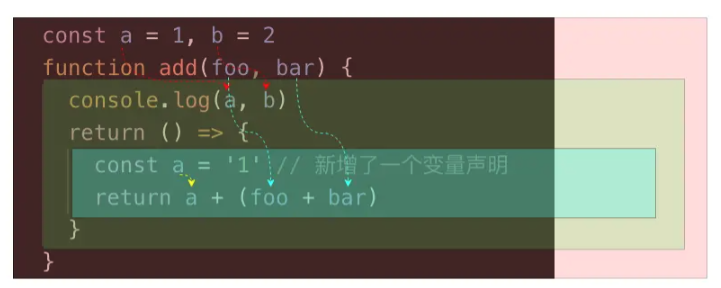 const a = 1, b = 2
function add(foo, bar) {
console.log(a, b)
return () => {
const a = '1' // 新增了一个变量声明
return a + (foo + bar)
}
}